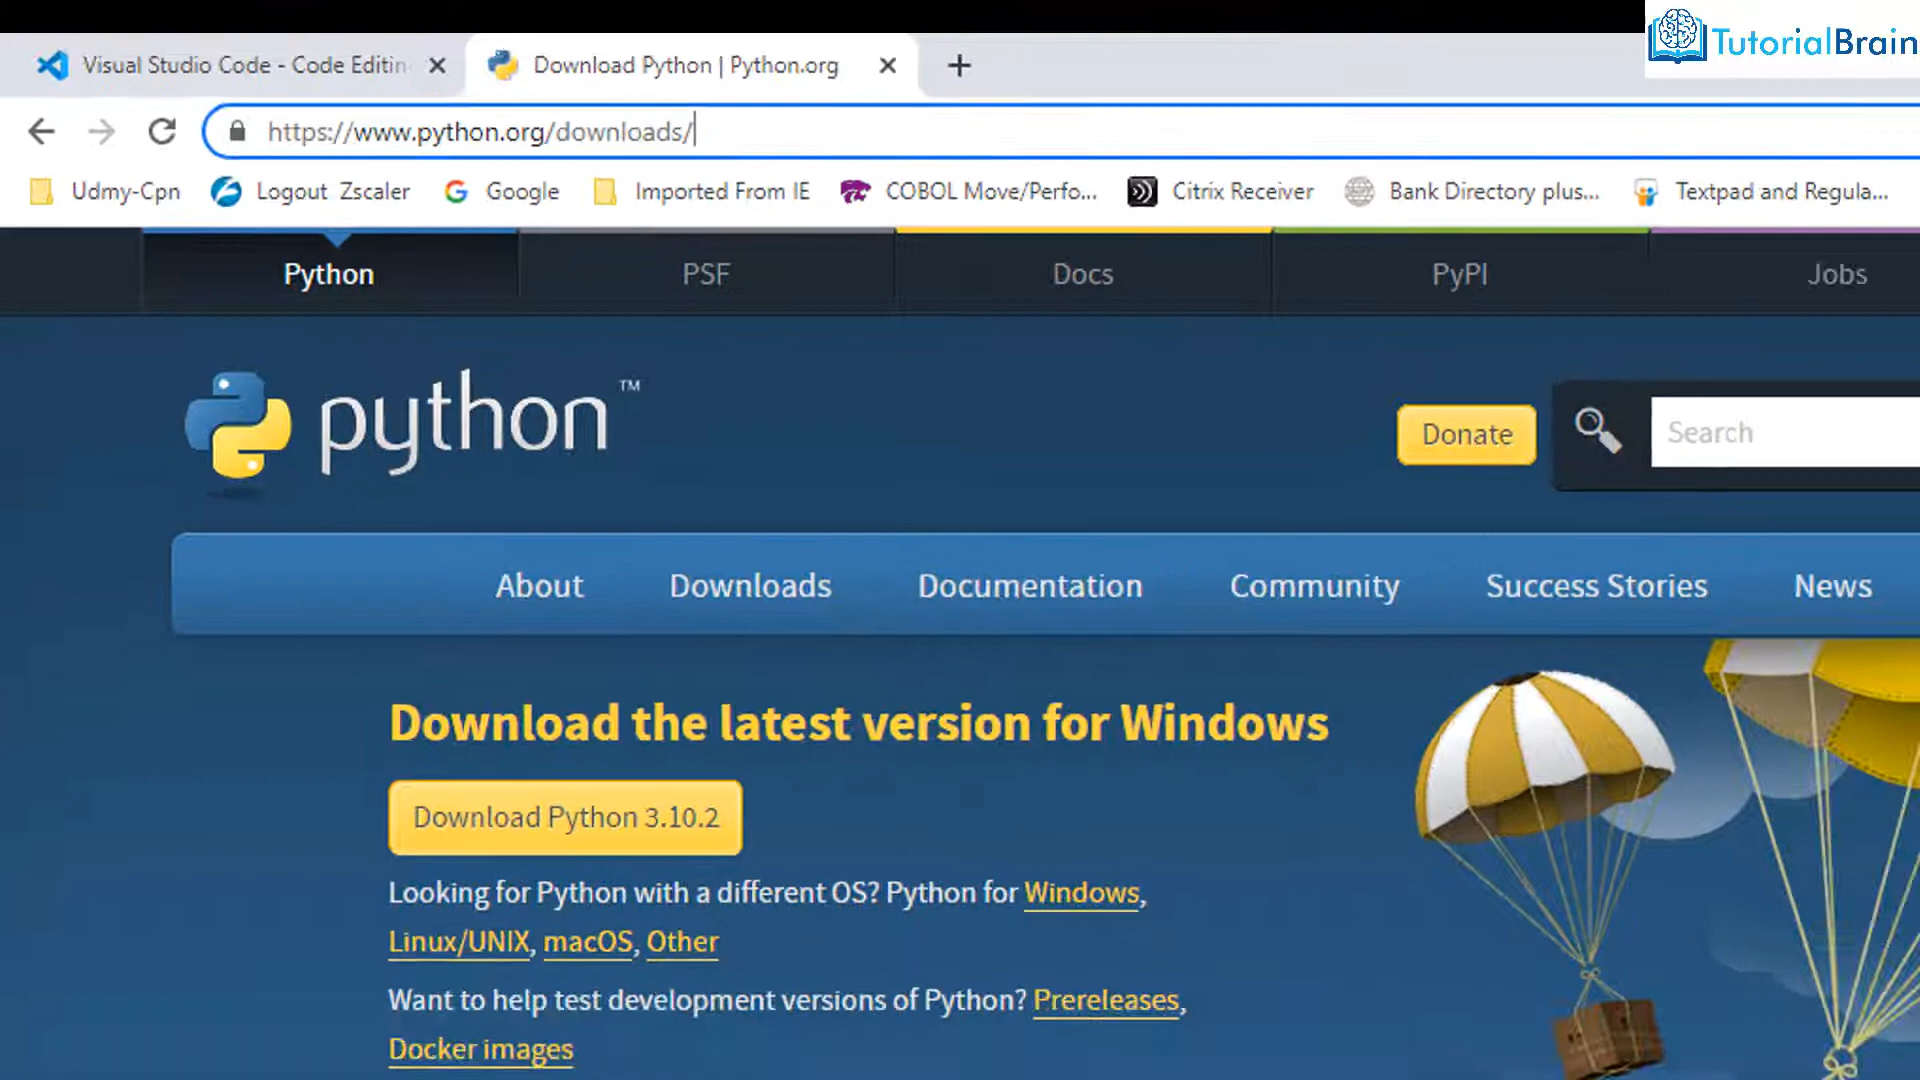 TutorialBrain
Visual Studio Code - Code Editin
Download Python | Python.org
https://www.python.org/downloads/
Udmy-Cpn
Logout Zscaler
Google
Imported From IE
COBOL Move/Perfo...
Citrix Receiver
Bank Directory plus...
Textpad and Regula...
Python
PSF
Docs
PyPI
Jobs
python™
Donate
Search
About
Downloads
Documentation
Community
Success Stories
News
Download the latest version for Windows
Download Python 3.10.2
Looking for Python with a different OS? Python for Windows,
Linux/UNIX, macOS, Other
Want to help test development versions of Python? Prereleases,
Docker images